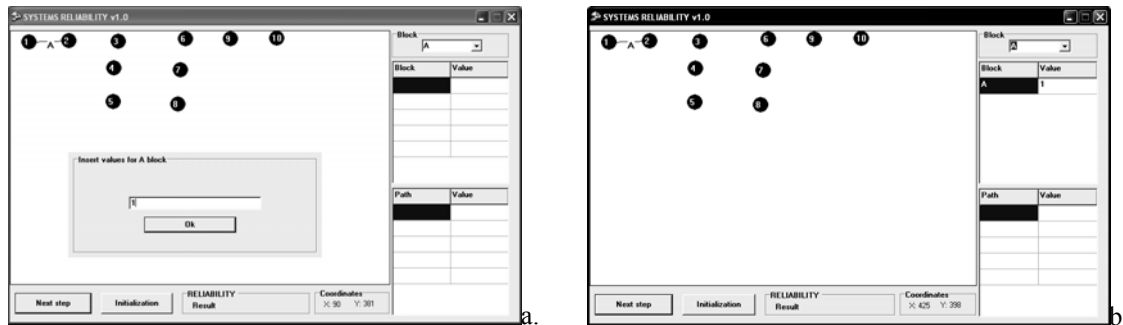 SYSTEMS RELIABILITY v1.0
1 A 2 3 6 9 10
4 7
5 8
Block
A
Block Value
Insert values for A block
1
Ok
Path Value
Next step Initialization
RELIABILITY
Result
Coordinates
X: 90 Y: 381
a.
SYSTEMS RELIABILITY v1.0
1 A 2 3 6 9 10
4 7
5 8
Block
A
Block Value
A 1
Path Value
Next step Initialization
RELIABILITY
Result
Coordinates
X: 425 Y: 398
b